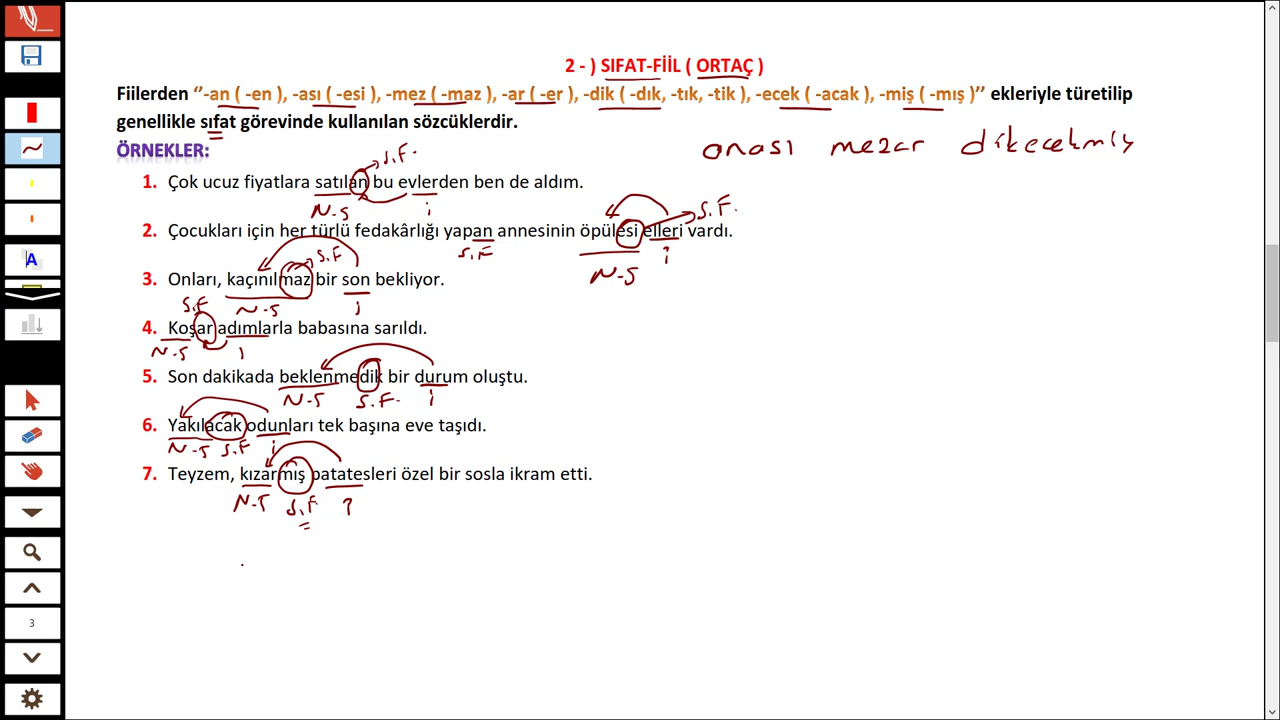 2 - ) SIFAT-FİİL ( ORTAÇ )
Fiilerden ‘’-an ( -en ), -ası ( -esi ), -mez ( -maz ), -ar ( -er ), -dik ( -dık, -tık, -tik ), -ecek ( -acak ), -miş ( -mış )’’ ekleriyle türetilip
genellikle sıfat görevinde kullanılan sözcüklerdir.
anası mezar dikecekmiş
ÖRNEKLER:
S.F.
1. Çok ucuz fiyatlara satılan bu evlerden ben de aldım.
N-S i
S.F.
2. Çocukları için her türlü fedakârlığı yapan annesinin öpülesi elleri vardı.
S.F N-S i
S.F
3. Onları, kaçınılmaz bir son bekliyor.
N-S i
S.F
4. Koşar adımlarla babasına sarıldı.
N-S i
5. Son dakikada beklenmedik bir durum oluştu.
N-S S.F. i
6. Yakılacak odunları tek başına eve taşıdı.
N-S S.F i
7. Teyzem, kızarmış patatesleri özel bir sosla ikram etti.
N-S S.F i
A
3